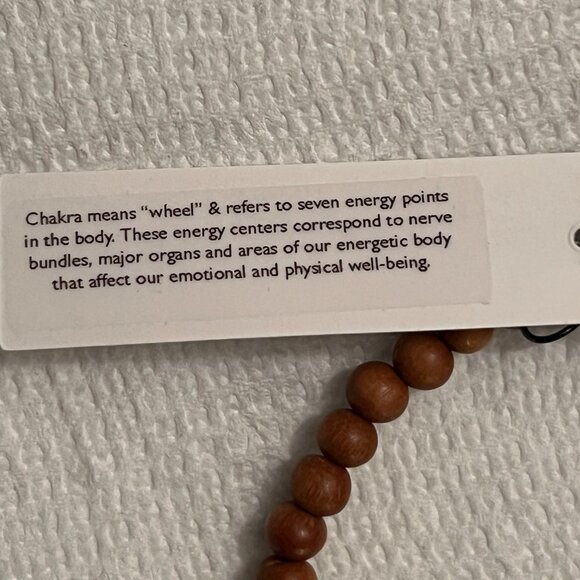 Chakra means “wheel” & refers to seven energy points
in the body. These energy centers correspond to nerve
bundles, major organs and areas of our energetic body
that affect our emotional and physical well-being.